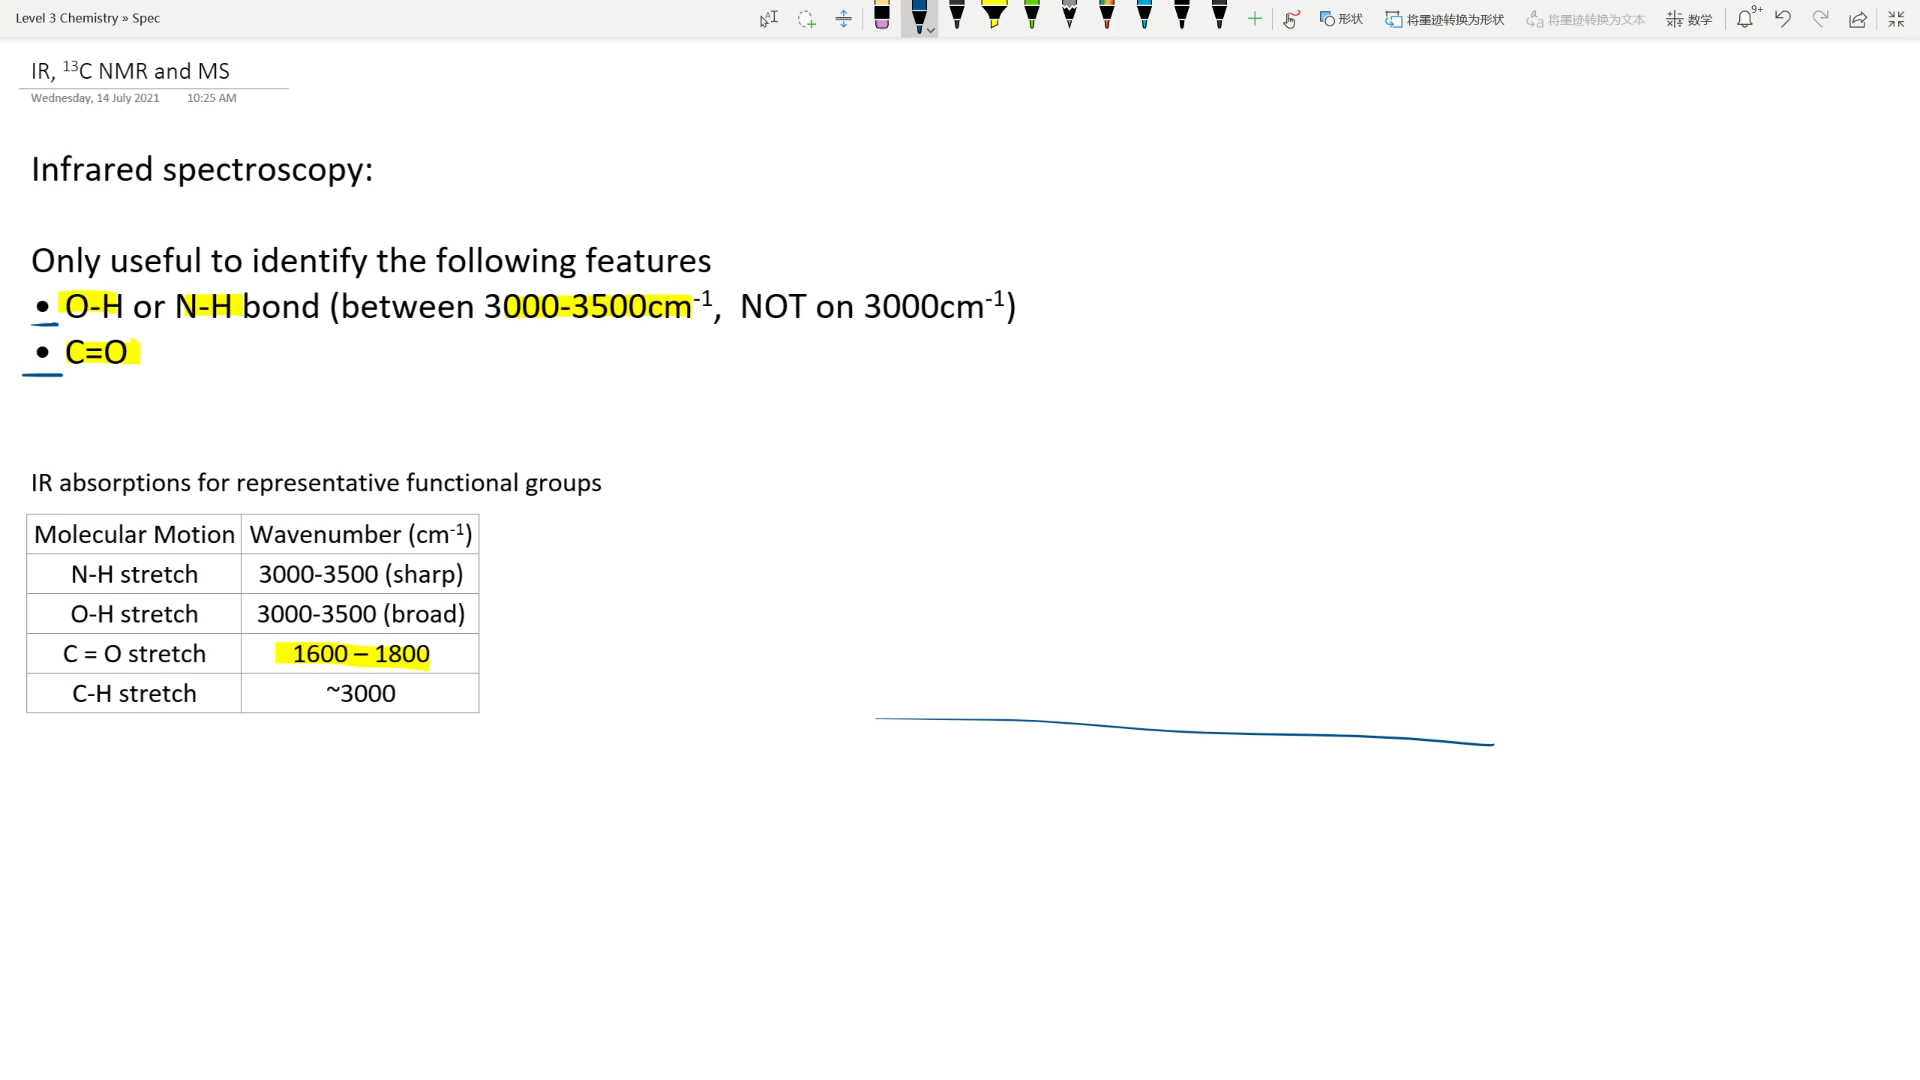 Level 3 Chemistry » Spec
形状
将墨迹转换为形状
将墨迹转换为文本
数学
9+
IR, ¹³C NMR and MS
Wednesday, 14 July 2021 10:25 AM
Infrared spectroscopy:
Only useful to identify the following features
• O-H or N-H bond (between 3000-3500cm⁻¹, NOT on 3000cm⁻¹)
• C=O
IR absorptions for representative functional groups
Molecular Motion Wavenumber (cm⁻¹)
N-H stretch 3000-3500 (sharp)
O-H stretch 3000-3500 (broad)
C = O stretch 1600 – 1800
C-H stretch ~3000